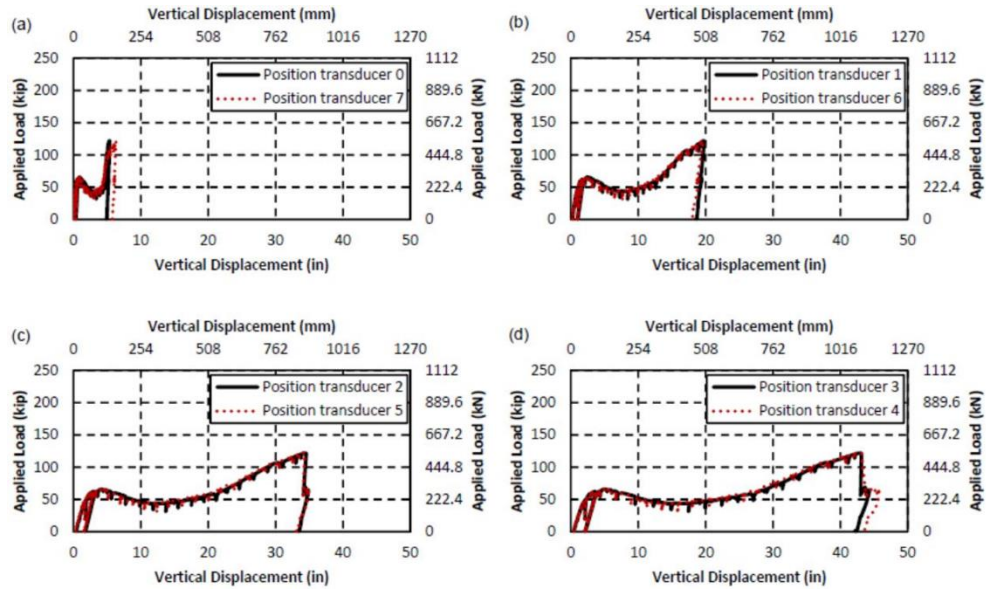 (a)
Vertical Displacement (mm)
0 254 508 762 1016 1270
Applied Load (kip)
250 200 150 100 50 0
Position transducer 0
Position transducer 7
1112 889.6 667.2 444.8 222.4 0
Applied Load (kN)
0 10 20 30 40 50
Vertical Displacement (in)
(b)
Vertical Displacement (mm)
0 254 508 762 1016 1270
Applied Load (kip)
250 200 150 100 50 0
Position transducer 1
Position transducer 6
1112 889.6 667.2 444.8 222.4 0
Applied Load (kN)
0 10 20 30 40 50
Vertical Displacement (in)
(c)
Vertical Displacement (mm)
0 254 508 762 1016 1270
Applied Load (kip)
250 200 150 100 50 0
Position transducer 2
Position transducer 5
1112 889.6 667.2 444.8 222.4 0
Applied Load (kN)
0 10 20 30 40 50
Vertical Displacement (in)
(d)
Vertical Displacement (mm)
0 254 508 762 1016 1270
Applied Load (kip)
250 200 150 100 50 0
Position transducer 3
Position transducer 4
1112 889.6 667.2 444.8 222.4 0
Applied Load (kN)
0 10 20 30 40 50
Vertical Displacement (in)